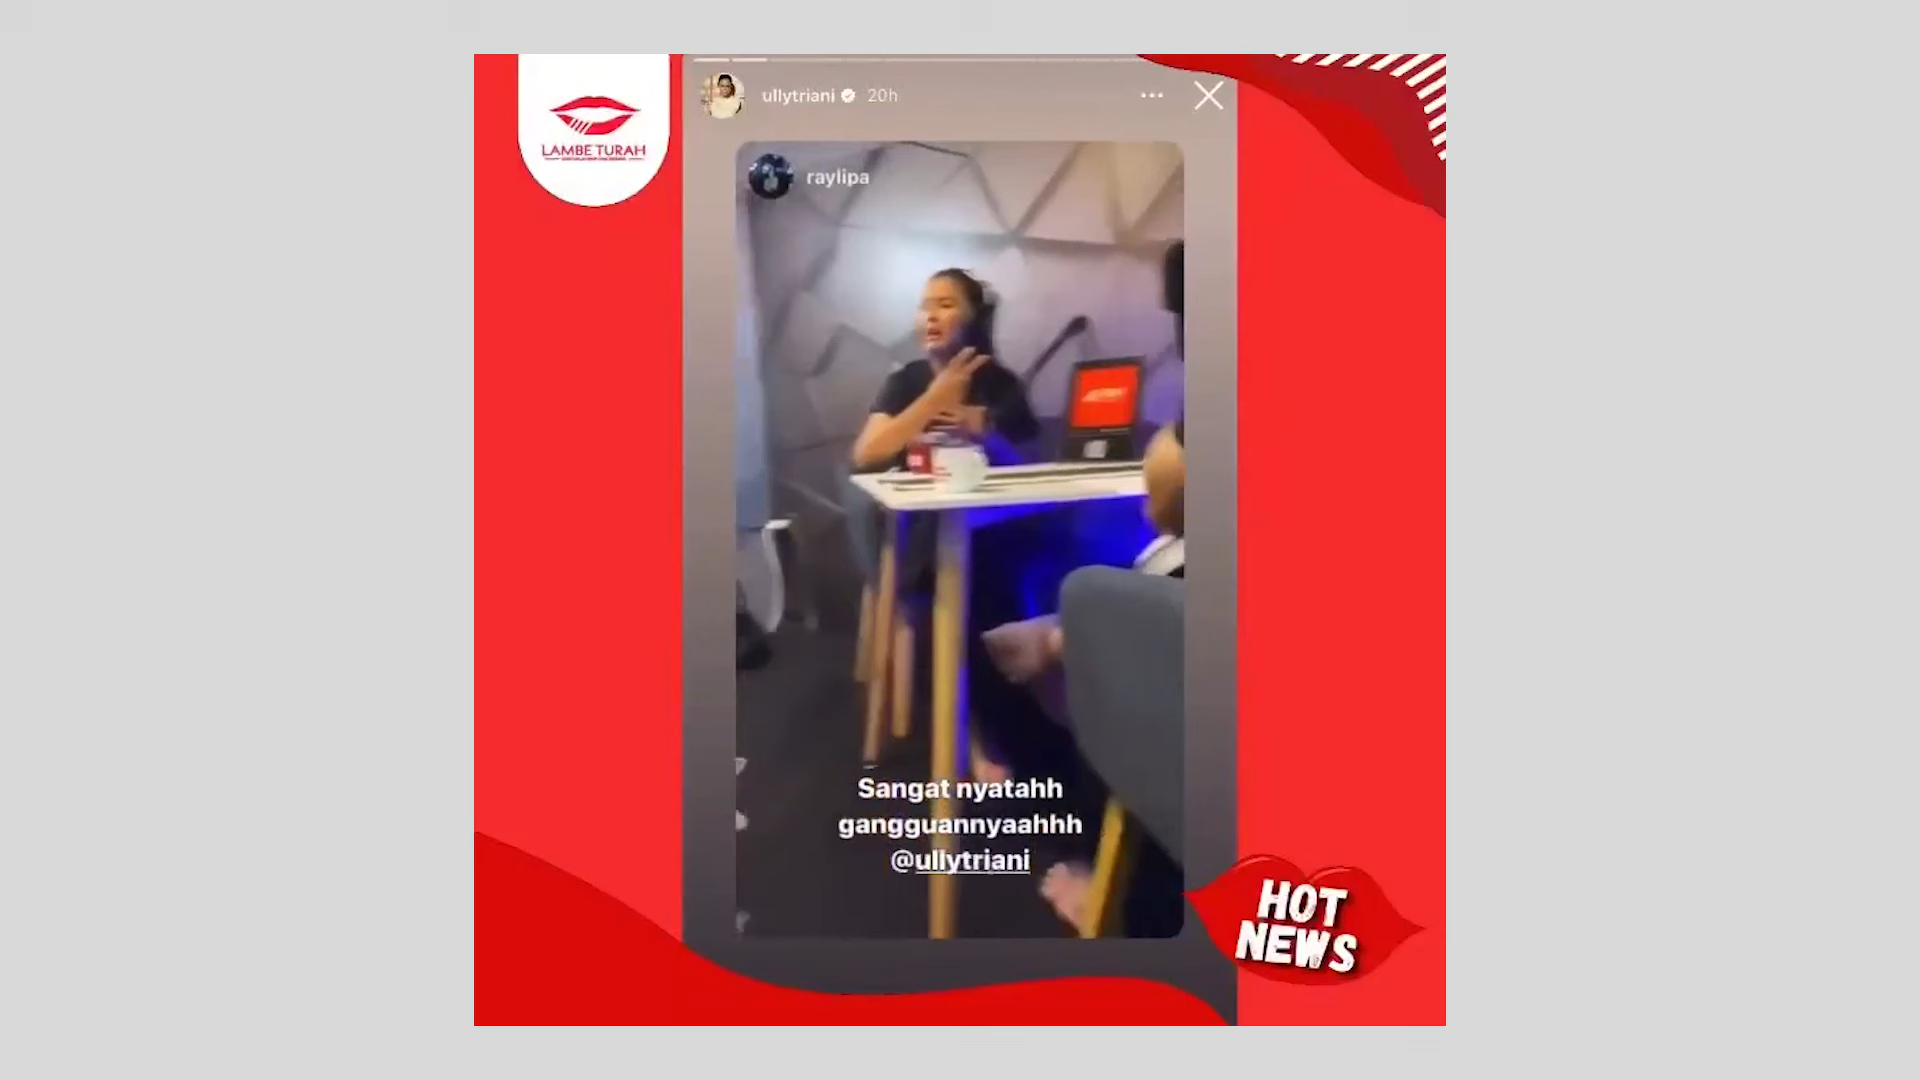 LAMBE TURAH
ullytriani 20h
raylipa
Sangat nyatahh
gangguannyaahhh
@ullytriani
HOT
NEWS